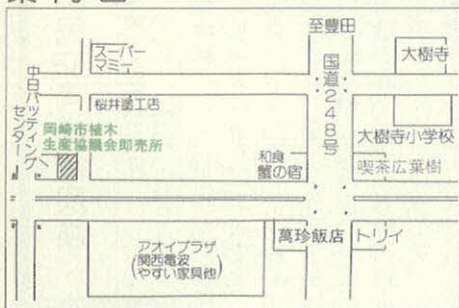 至豊田
スーパー
マミー
大樹寺
国道248号
中日バッティング
センター
桜井塗工店
岡崎市植木
生産協議会即売所
大樹寺小学校
和食
蟹の宿
喫茶広葉樹
萬珍飯店
トリイ
アオイプラザ
(関西電波
やすい家具他)